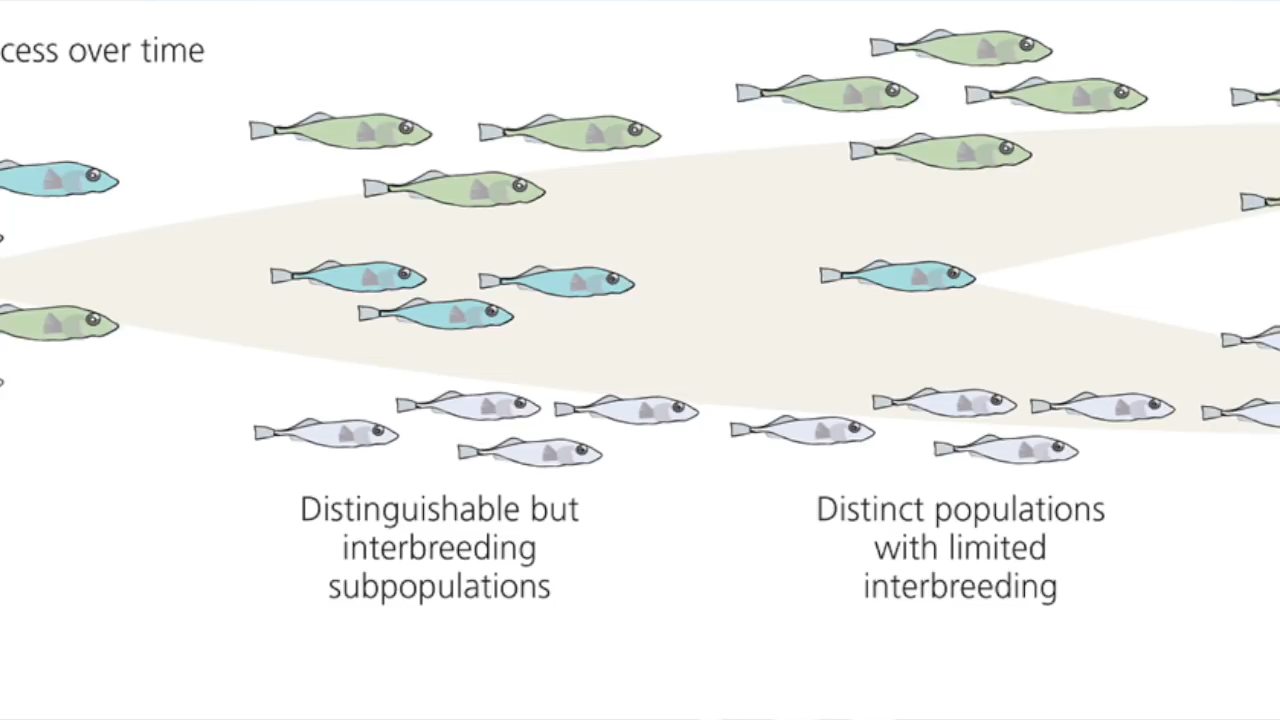 cess over time
Distinguishable but
interbreeding
subpopulations
Distinct populations
with limited
interbreeding